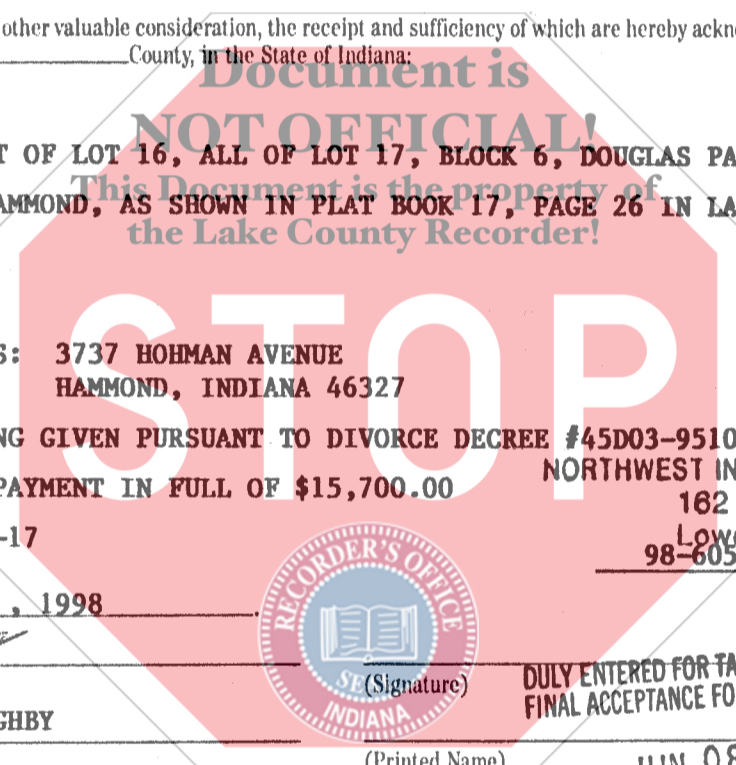 other valuable consideration, the receipt and sufficiency of which are hereby ackn
County, in the State of Indiana:
Document is
NOT OFFICIAL!
T OF LOT 16, ALL OF LOT 17, BLOCK 6, DOUGLAS PA
This Document is the property of
AMMOND, AS SHOWN IN PLAT BOOK 17, PAGE 26 IN LA
the Lake County Recorder!
STOP
S: 3737 HOHMAN AVENUE
HAMMOND, INDIANA 46327
NG GIVEN PURSUANT TO DIVORCE DECREE #45D03-9510
NORTHWEST IN
PAYMENT IN FULL OF $15,700.00
162
-17
Low
98-605
, 1998
RECORDER'S OFFICE
SE
INDIANA
(Signature)
DULY ENTERED FOR TA
FINAL ACCEPTANCE FO
GHBY
(Printed Name)
JUN 08